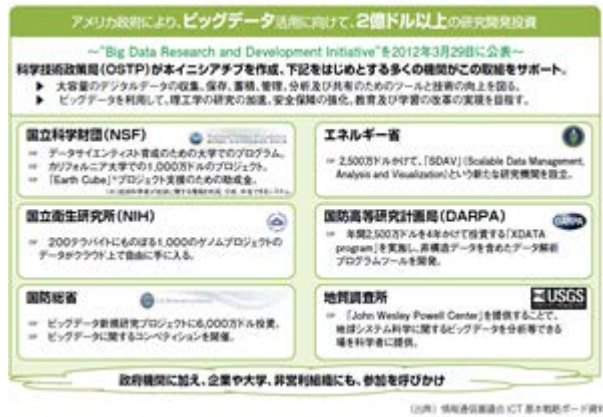 アメリカ政府により、ビッグデータ活用に向けて、2億ドル以上の研究開発投資
～"Big Data Research and Development Initiative"を2012年3月29日に公表～
科学技術政策局(OSTP)が本イニシアチブを作成、下記をはじめとする多くの機関がこの取組をサポート。
▶ 大容量のデジタルデータの収集、保存、蓄積、管理、分析及び共有のためのツールと技術の向上を図る。
▶ ビッグデータを利用して、理工学の研究の加速、安全保障の強化、教育及び学習の改革の実現を目指す。
国立科学財団(NSF)
⇒ データサイエンティスト育成のための大学でのプログラム。
⇒ カリフォルニア大学での1,000万ドルのプロジェクト。
⇒ 「Earth Cube」*プロジェクト支援のための助成金。
国立衛生研究所(NIH)
⇒ 200テラバイトにものぼる1,000のゲノムプロジェクトの
データがクラウド上で自由に手に入る。
国防総省
⇒ ビッグデータ新規研究プロジェクトに6,000万ドル投資。
⇒ ビッグデータに関するコンペティションを開催。
エネルギー省
⇒ 2,500万ドルかけて、「SDAV」(Scalable Data Management,
Analysis and Visualization)という新たな研究機関を設立。
国防高等研究計画局(DARPA)
DARPA
⇒ 年間2,500万ドルを4年かけて投資する「XDATA
program」を実施し、非構造データを含めたデータ解析
プログラムツールを開発。
地質調査所
USGS
⇒ 「John Wesley Powell Center」を提供することで、
地球システム科学に関するビッグデータを分析等できる
場を科学者に提供。
政府機関に加え、企業や大学、非営利組織にも、参加を呼びかけ
(出典) 情報通信審議会ICT基本戦略ボード資料